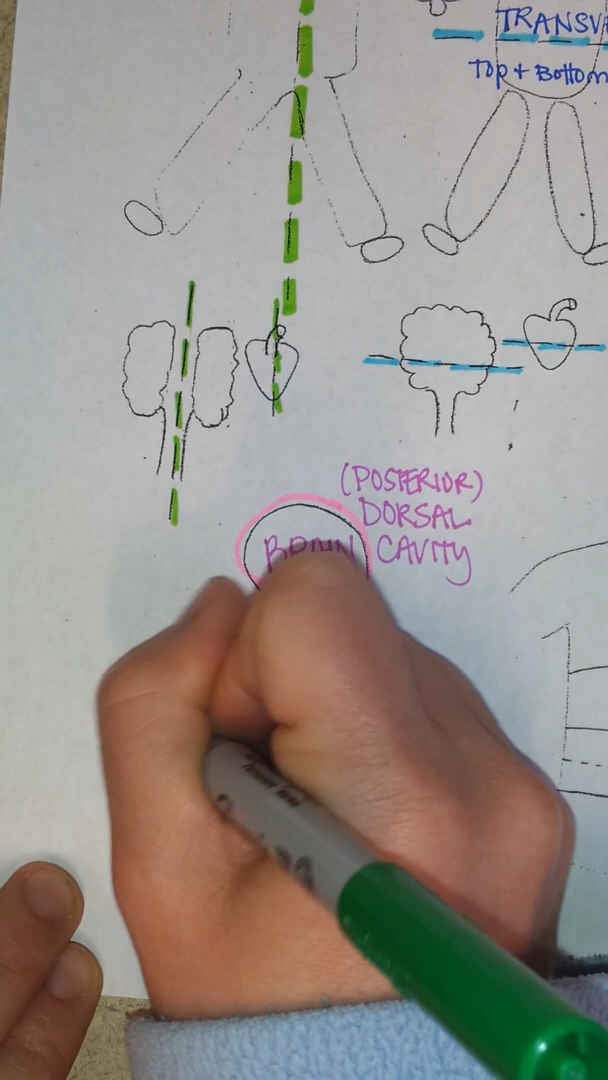 TRANSV
Top + Bottom
(POSTERIOR)
DORSAL
BRAIN CAVITY